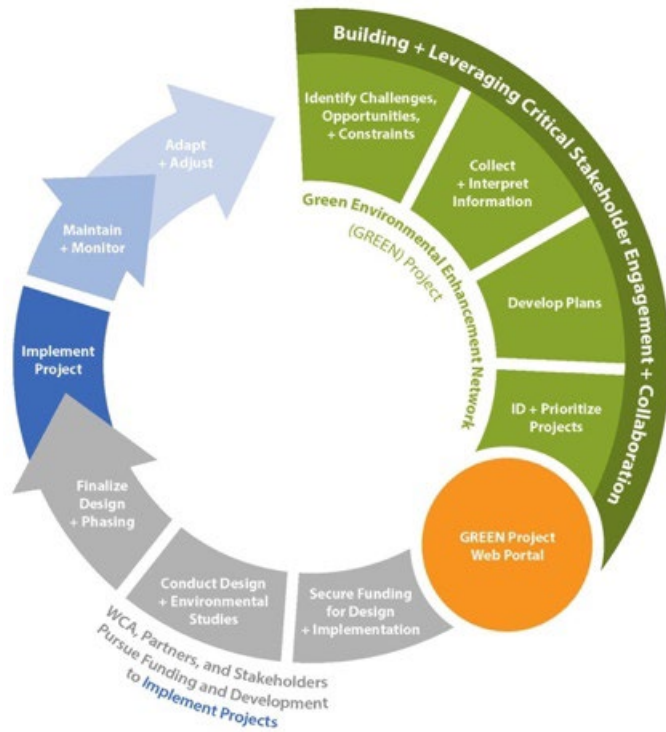 Building + Leveraging Critical Stakeholder Engagement + Collaboration
Identify Challenges,
Opportunities,
+ Constraints
Collect
+ Interpret
Information
Develop Plans
ID + Prioritize
Projects
Green Environmental Enhancement Network
(GREEN) Project
GREEN Project
Web Portal
Secure Funding
for Design
+ Implementation
Conduct Design
+ Environmental
Studies
Finalize
Design
+ Phasing
WCA, Partners, and Stakeholders
Pursue Funding and Development
to Implement Projects
Implement
Project
Maintain
+ Monitor
Adapt
+ Adjust